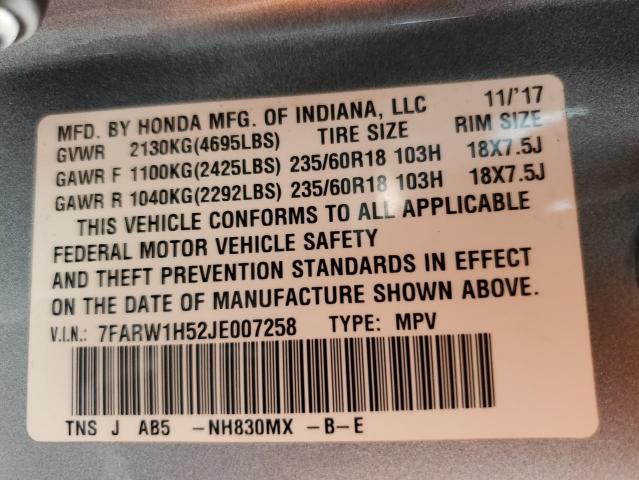 MFD. BY HONDA MFG. OF INDIANA, LLC 11/'17
GVWR 2130KG(4695LBS) TIRE SIZE RIM SIZE
GAWR F 1100KG(2425LBS) 235/60R18 103H 18X7.5J
GAWR R 1040KG(2292LBS) 235/60R18 103H 18X7.5J
THIS VEHICLE CONFORMS TO ALL APPLICABLE
FEDERAL MOTOR VEHICLE SAFETY
AND THEFT PREVENTION STANDARDS IN EFFECT
ON THE DATE OF MANUFACTURE SHOWN ABOVE.
V.I.N.: 7FARW1H52JE007258 TYPE: MPV
TNS J AB5 -NH830MX -B-E